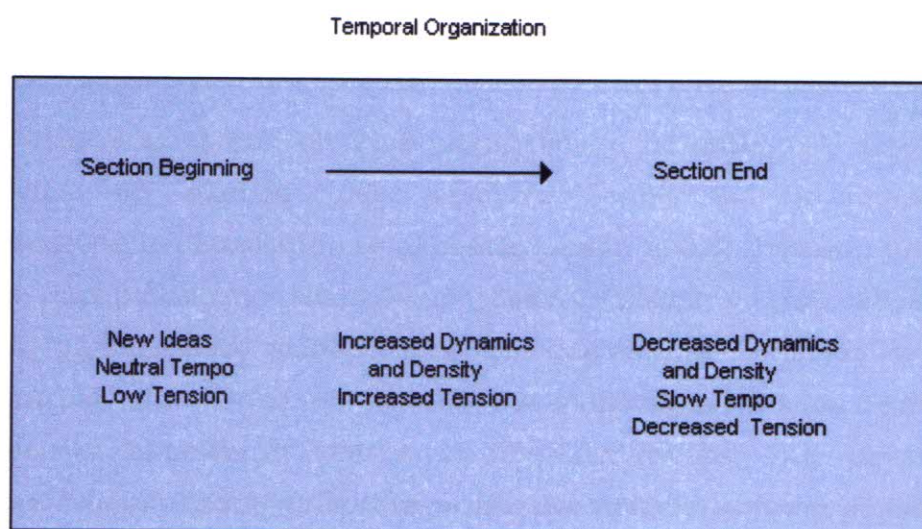 Temporal Organization
Section Beginning
Section End
New Ideas
Neutral Tempo
Low Tension
Increased Dynamics
and Density
Increased Tension
Decreased Dynamics
and Density
Slow Tempo
Decreased Tension